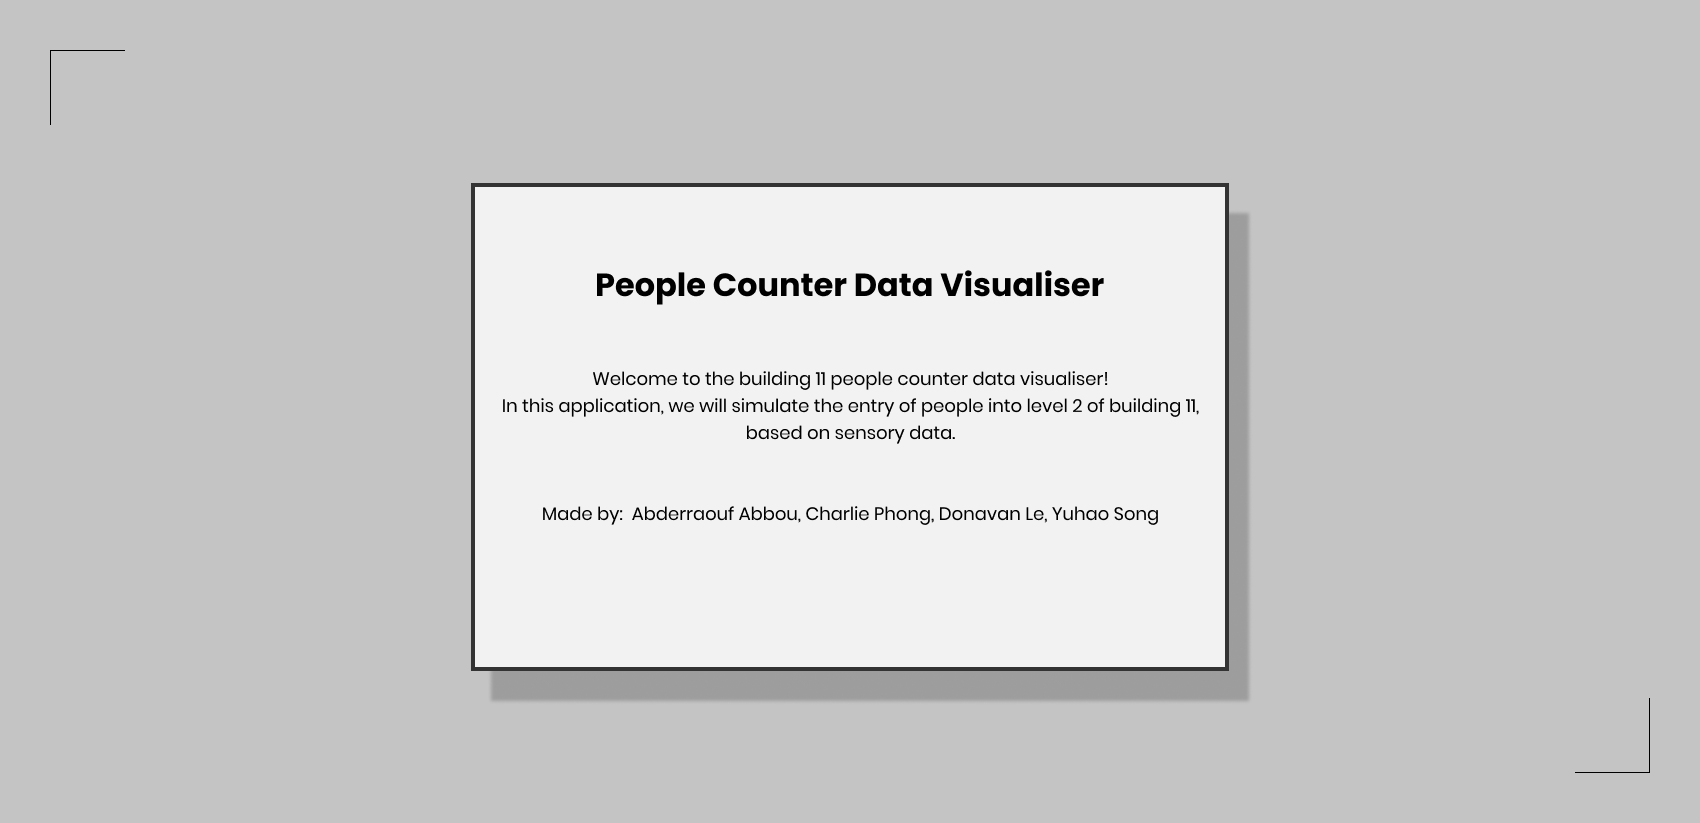 People Counter Data Visualiser
Welcome to the building 11 people counter data visualiser!
In this application, we will simulate the entry of people into level 2 of building 11,
based on sensory data.
Made by:  Abderraouf Abbou, Charlie Phong, Donavan Le, Yuhao Song